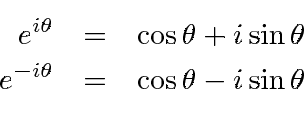 e^{iθ} = cos θ + i sin θ
e^{−iθ} = cos θ − i sin θ